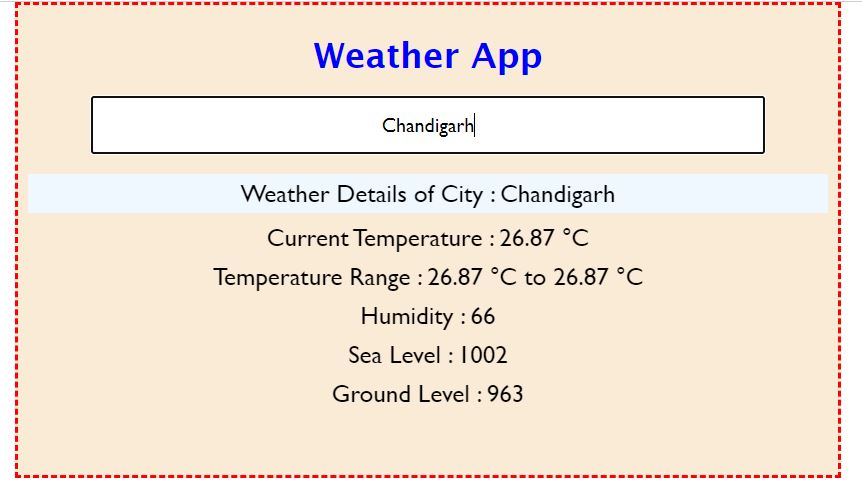 Weather App
Chandigarh
Weather Details of City : Chandigarh
Current Temperature : 26.87 °C
Temperature Range : 26.87 °C to 26.87 °C
Humidity : 66
Sea Level : 1002
Ground Level : 963